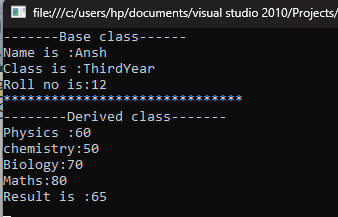 file:///c:/users/hp/documents/visual studio 2010/Projects/
-------Base class------
Name is :Ansh
Class is :ThirdYear
Roll no is:12
******************************
--------Derived class-------
Physics :60
chemistry:50
Biology:70
Maths:80
Result is :65